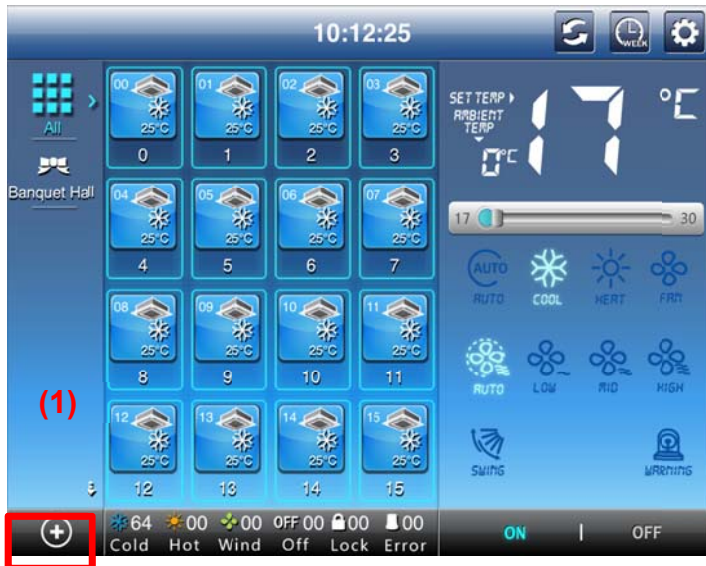 10:12:25
WEEK
All
Banquet Hall
(1)
00 01 02 03
25°C 25°C 25°C 25°C
0 1 2 3
04 05 06 07
25°C 25°C 25°C 25°C
4 5 6 7
08 09 10 11
25°C 25°C 25°C 25°C
8 9 10 11
12 13 14 15
25°C 25°C 25°C 25°C
12 13 14 15
64 00 00 OFF 00 00 00
Cold Hot Wind Off Lock Error
SET TEMP
AMBIENT
TEMP
0°C
17 °C
17 30
AUTO
AUTO COOL HEAT FAN
AUTO LOW MID HIGH
SWING WARNING
ON | OFF